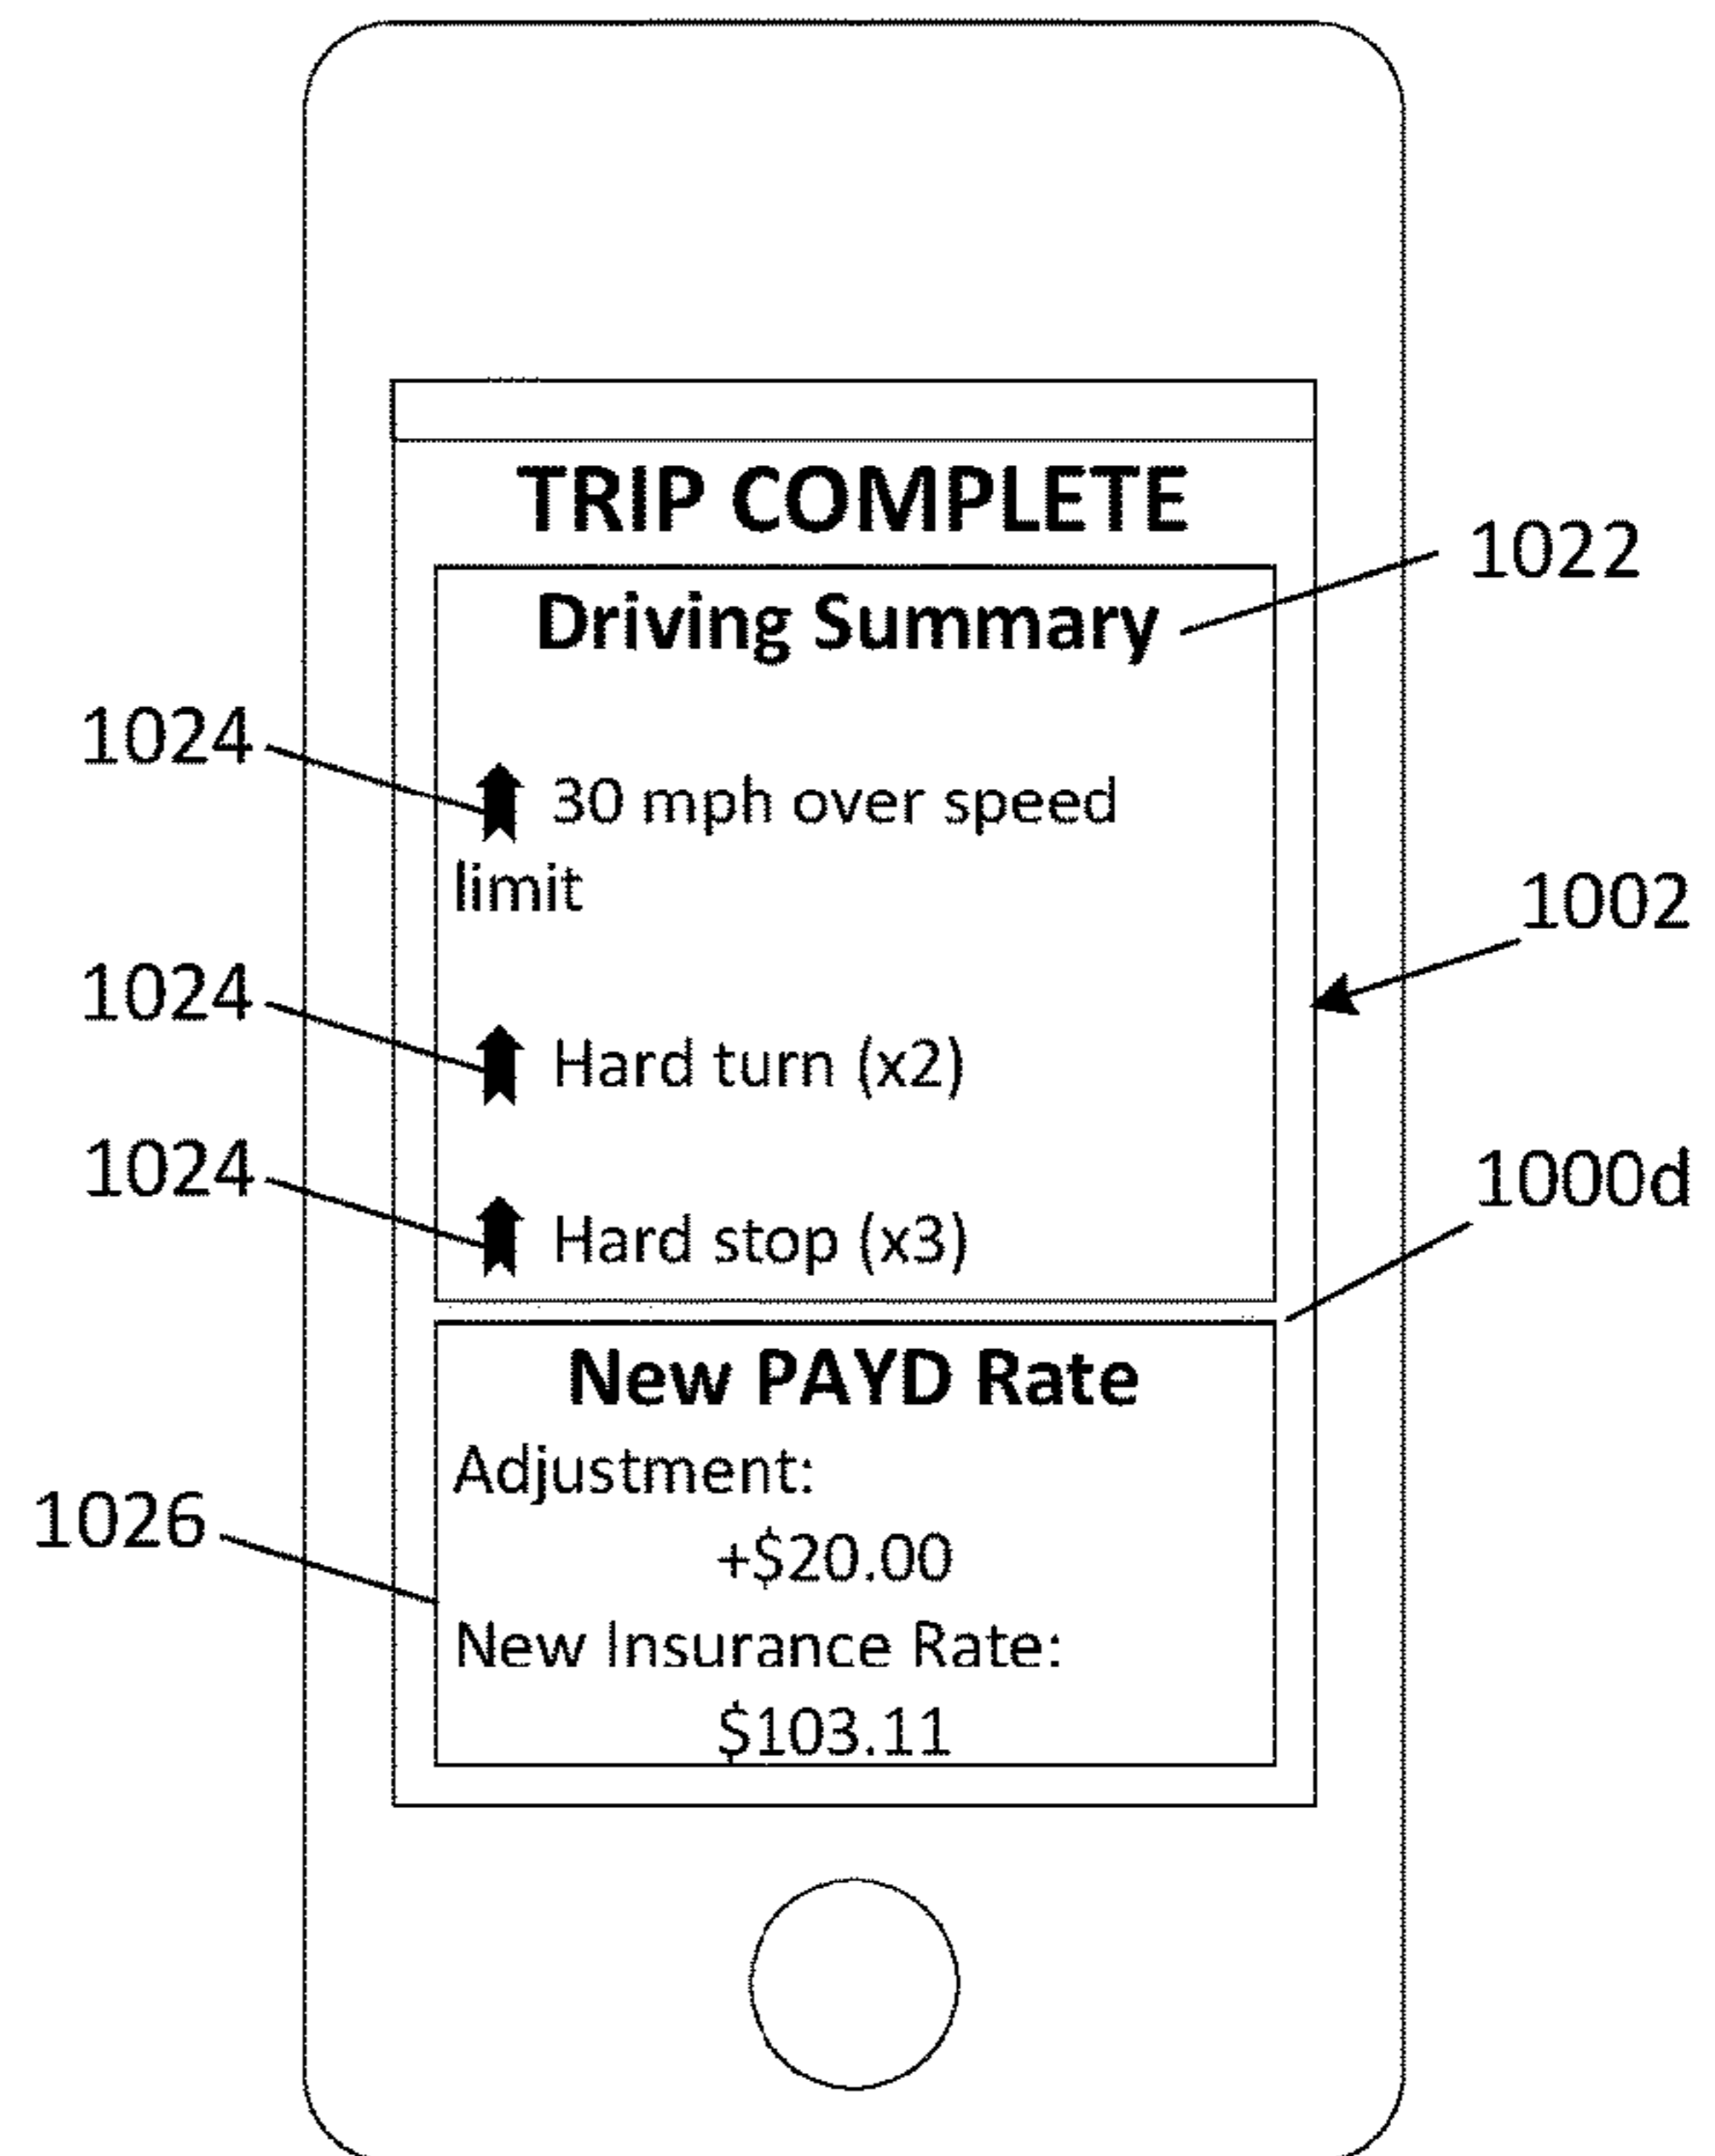 TRIP COMPLETE
1022
Driving Summary
1024
30 mph over speed
limit
1002
1024
Hard turn (x2)
1024
1000d
Hard stop (x3)
New PAYD Rate
Adjustment:
1026
+$20.00
New Insurance Rate:
$103.11